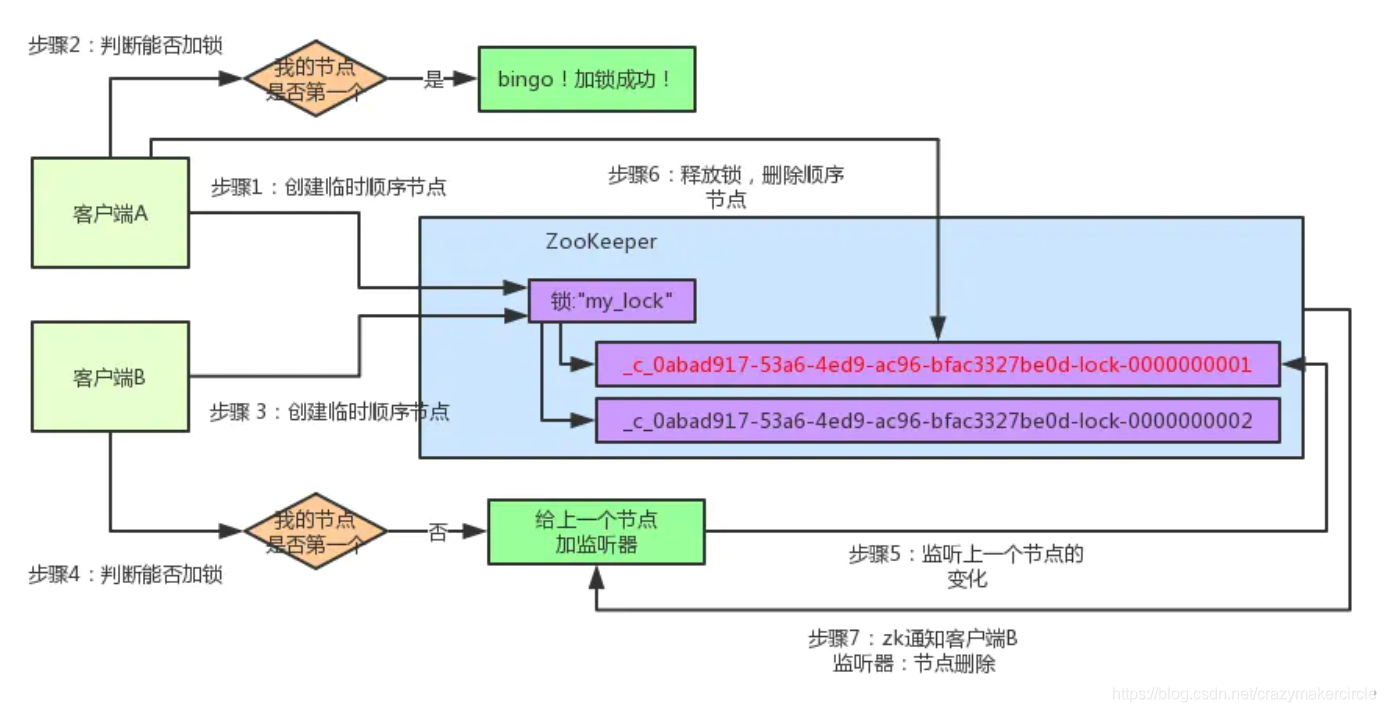 步骤2：判断能否加锁
我的节点
是否第一个
是
bingo！加锁成功！
步骤1：创建临时顺序节点
步骤6：释放锁，删除顺序
节点
客户端A
ZooKeeper
锁:"my_lock"
_c_0abad917-53a6-4ed9-ac96-bfac3327be0d-lock-0000000001
客户端B
步骤 3：创建临时顺序节点
_c_0abad917-53a6-4ed9-ac96-bfac3327be0d-lock-0000000002
我的节点
是否第一个
否
给上一个节点
加监听器
步骤4：判断能否加锁
步骤5：监听上一个节点的
变化
步骤7：zk通知客户端B
监听器：节点删除
https://blog.csdn.net/crazymakercircle